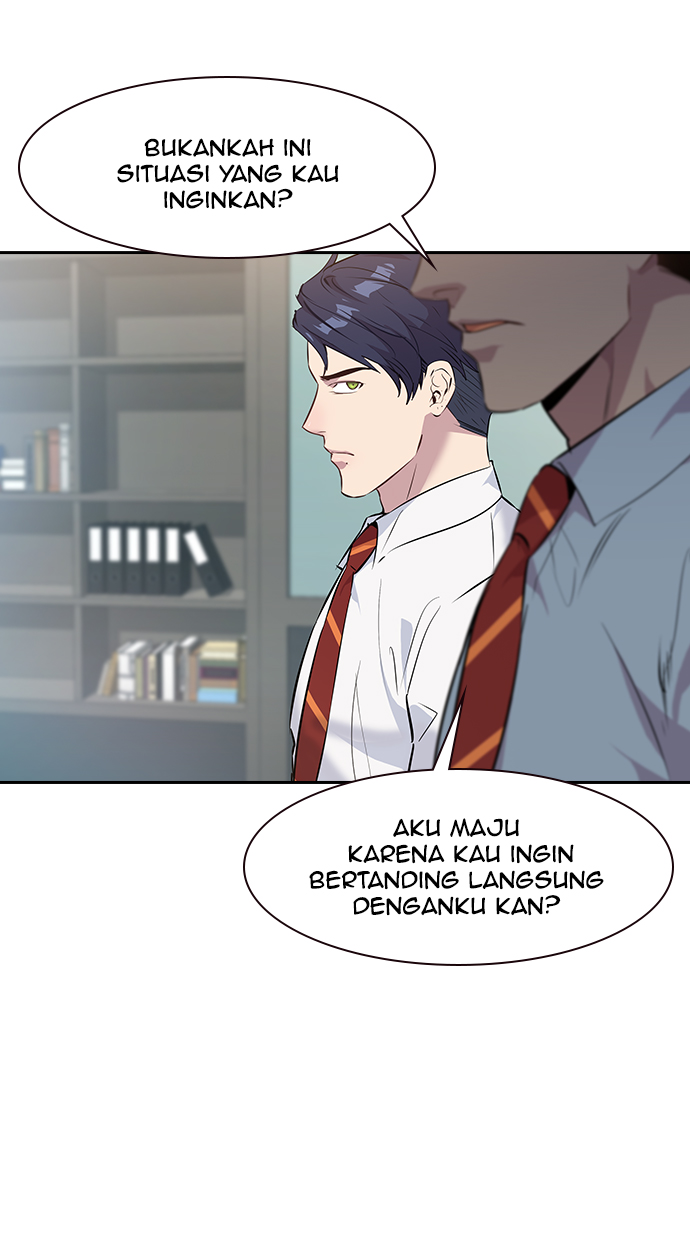 BUKANKAH INI
SITUASI YANG KAU
INGINKAN?
AKU MAJU
KARENA KAU INGIN
BERTANDING LANGSUNG
DENGANKU KAN?